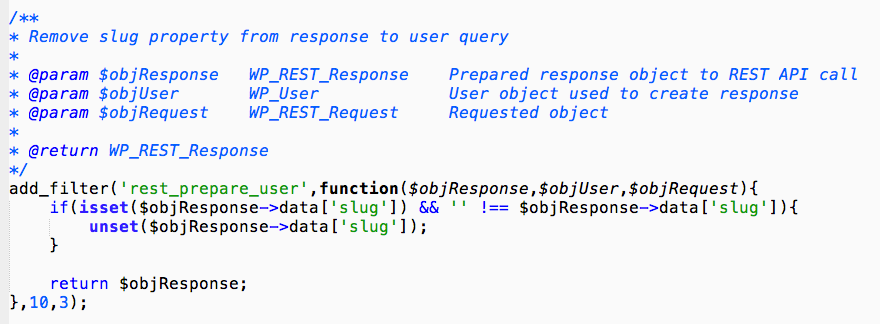 /**
* Remove slug property from response to user query
*
* @param $objResponse   WP_REST_Response    Prepared response object to REST API call
* @param $objUser       WP_User             User object used to create response
* @param $objRequest    WP_REST_Request     Requested object
*
* @return WP_REST_Response
*/
add_filter('rest_prepare_user',function($objResponse,$objUser,$objRequest){
    if(isset($objResponse->data['slug']) && '' !== $objResponse->data['slug']){
        unset($objResponse->data['slug']);
    }

    return $objResponse;
},10,3);